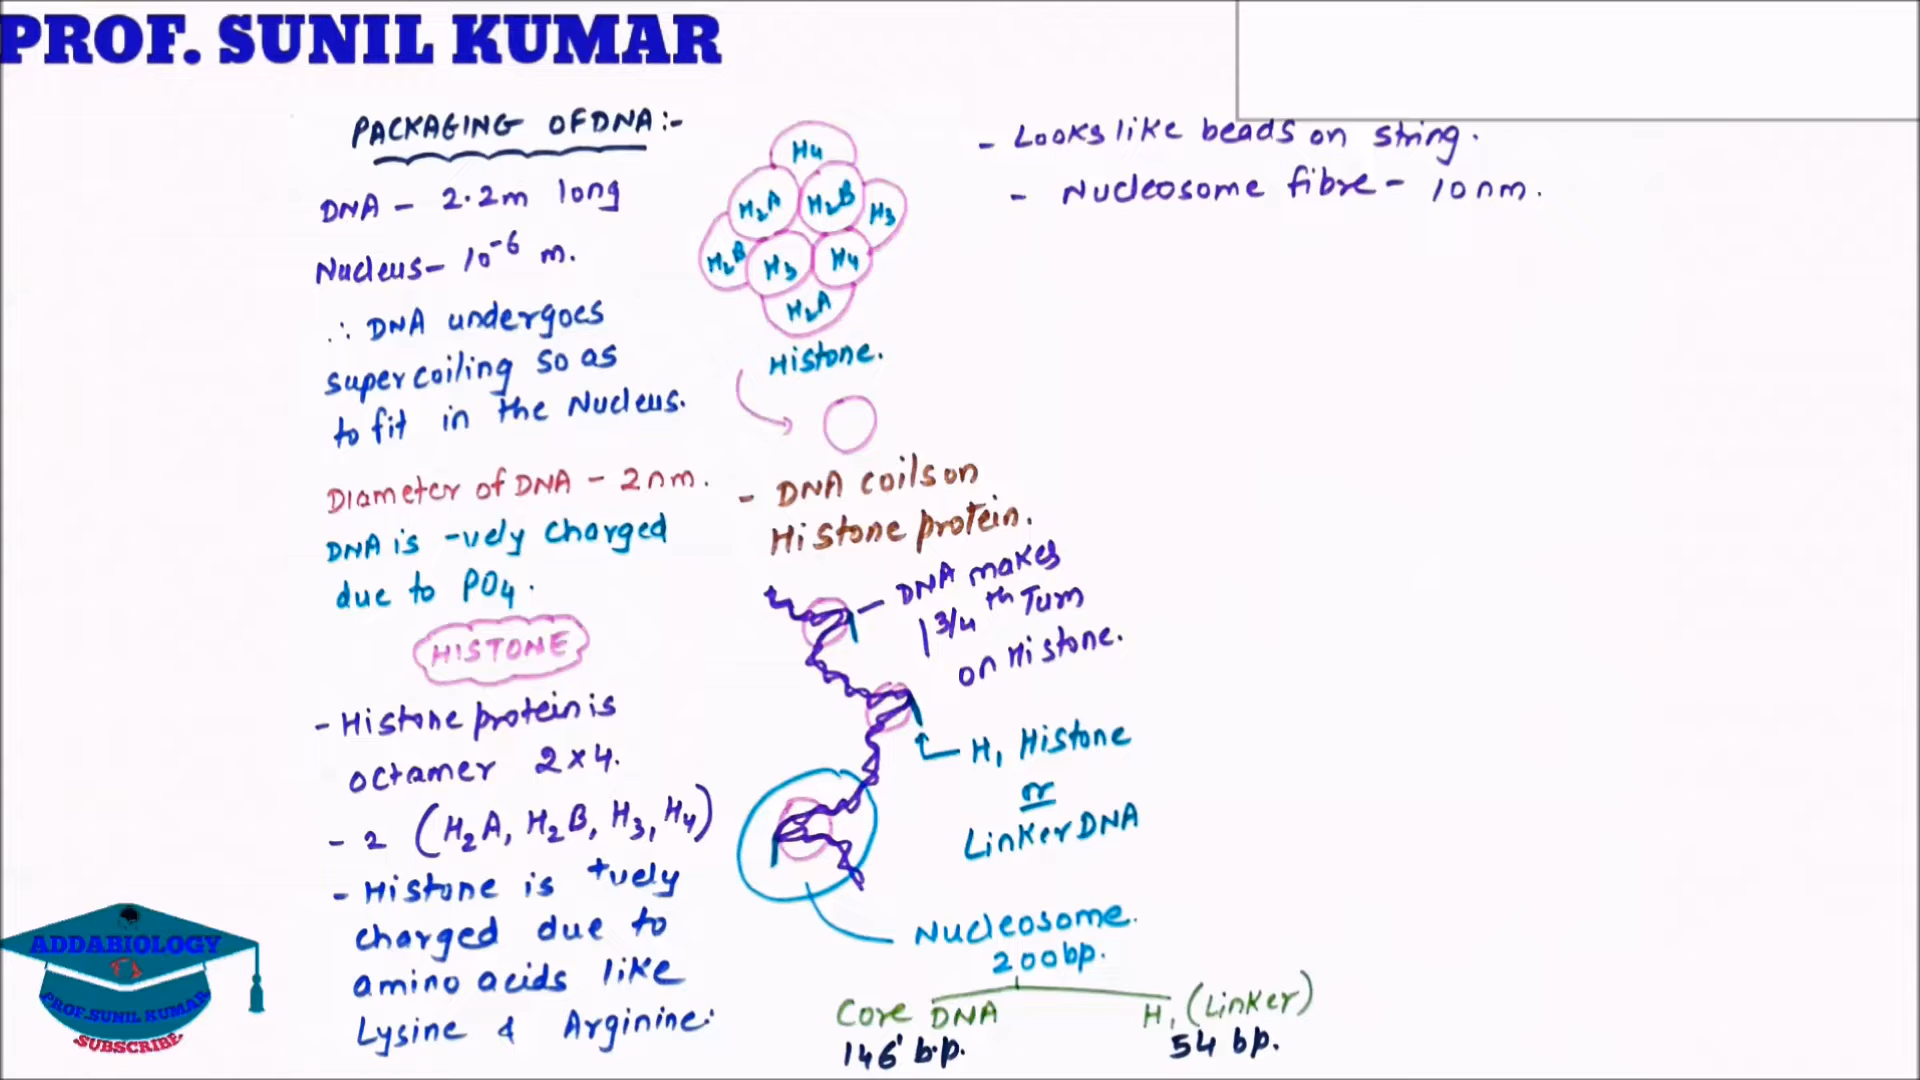 PROF. SUNIL KUMAR
PACKAGING OF DNA:-
DNA - 2.2m long
Nucleus - 10⁻⁶ m.
∴ DNA undergoes
supercoiling so as
to fit in the Nucleus.
Diameter of DNA - 2nm.
DNA is -vely charged
due to PO4.
HISTONE
- Histone protein is
octamer 2×4.
- 2 (H₂A, H₂B, H₃, H₄)
- Histone is +vely
charged due to
amino acids like
Lysine & Arginine.
H4
H₂A H₂B H₃
H₂B H₃ H4
H₂A
Histone.
- DNA coils on
Histone protein.
DNA makes
1 3/4 th Turn
on Histone.
H₁ Histone
or
Linker DNA
Nucleosome.
200bp.
Core DNA
146 b.p.
H₁ (Linker)
54 bp.
- Looks like beads on string.
- Nucleosome fibre - 10nm.
ADDABIOLOGY
PROF.SUNIL KUMAR
SUBSCRIBE